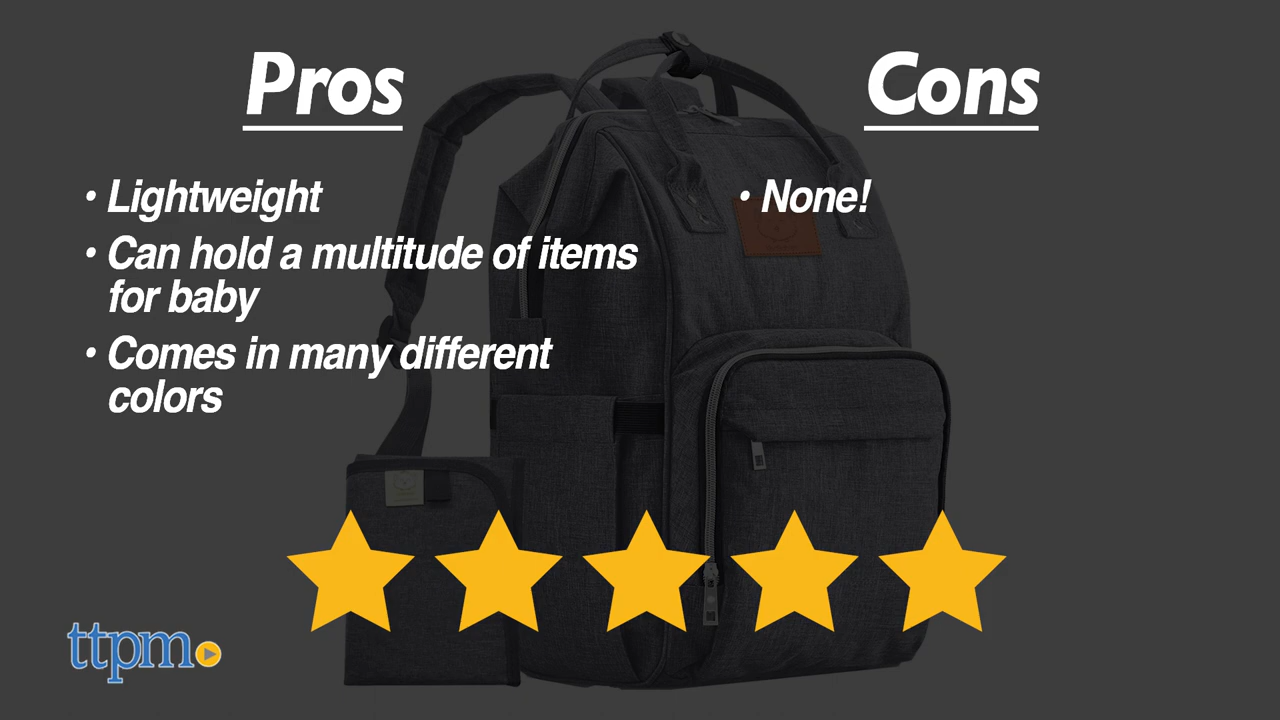 Pros
• Lightweight
• Can hold a multitude of items
for baby
• Comes in many different
colors
Cons
• None!
ttpm